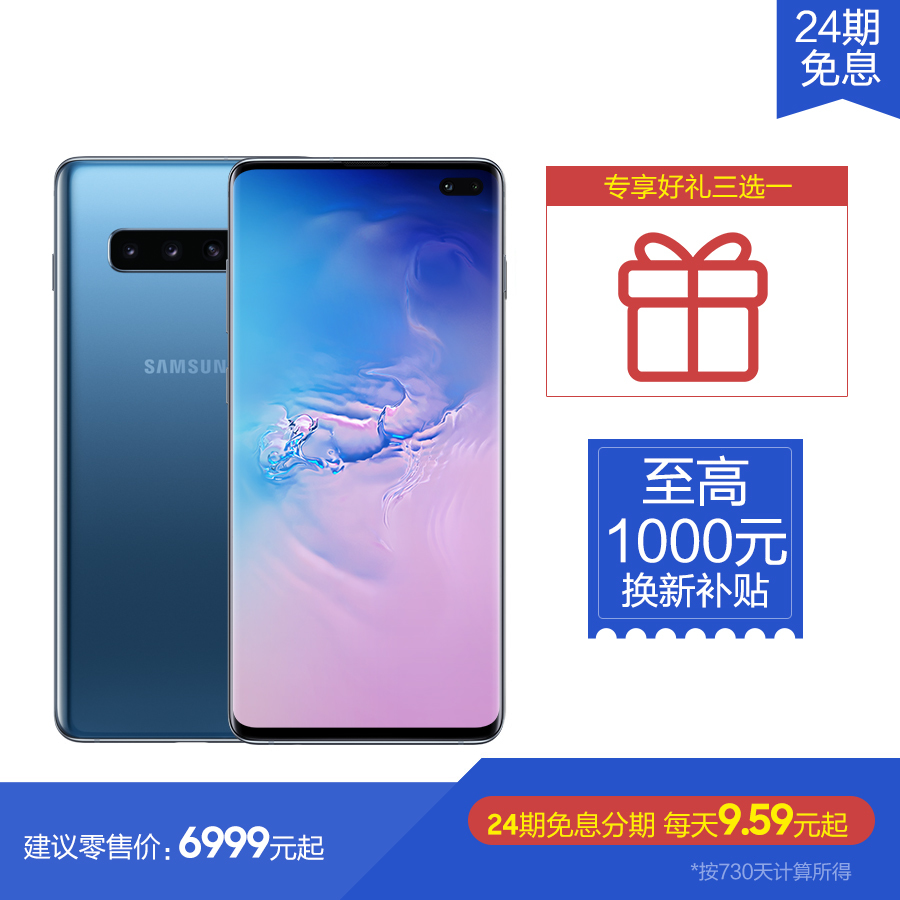 24期
免息
专享好礼三选一
SAMSUN
至高
1000元
换新补贴
建议零售价: 6999元起
24期免息分期 每天9.59元起
*按730天计算所得